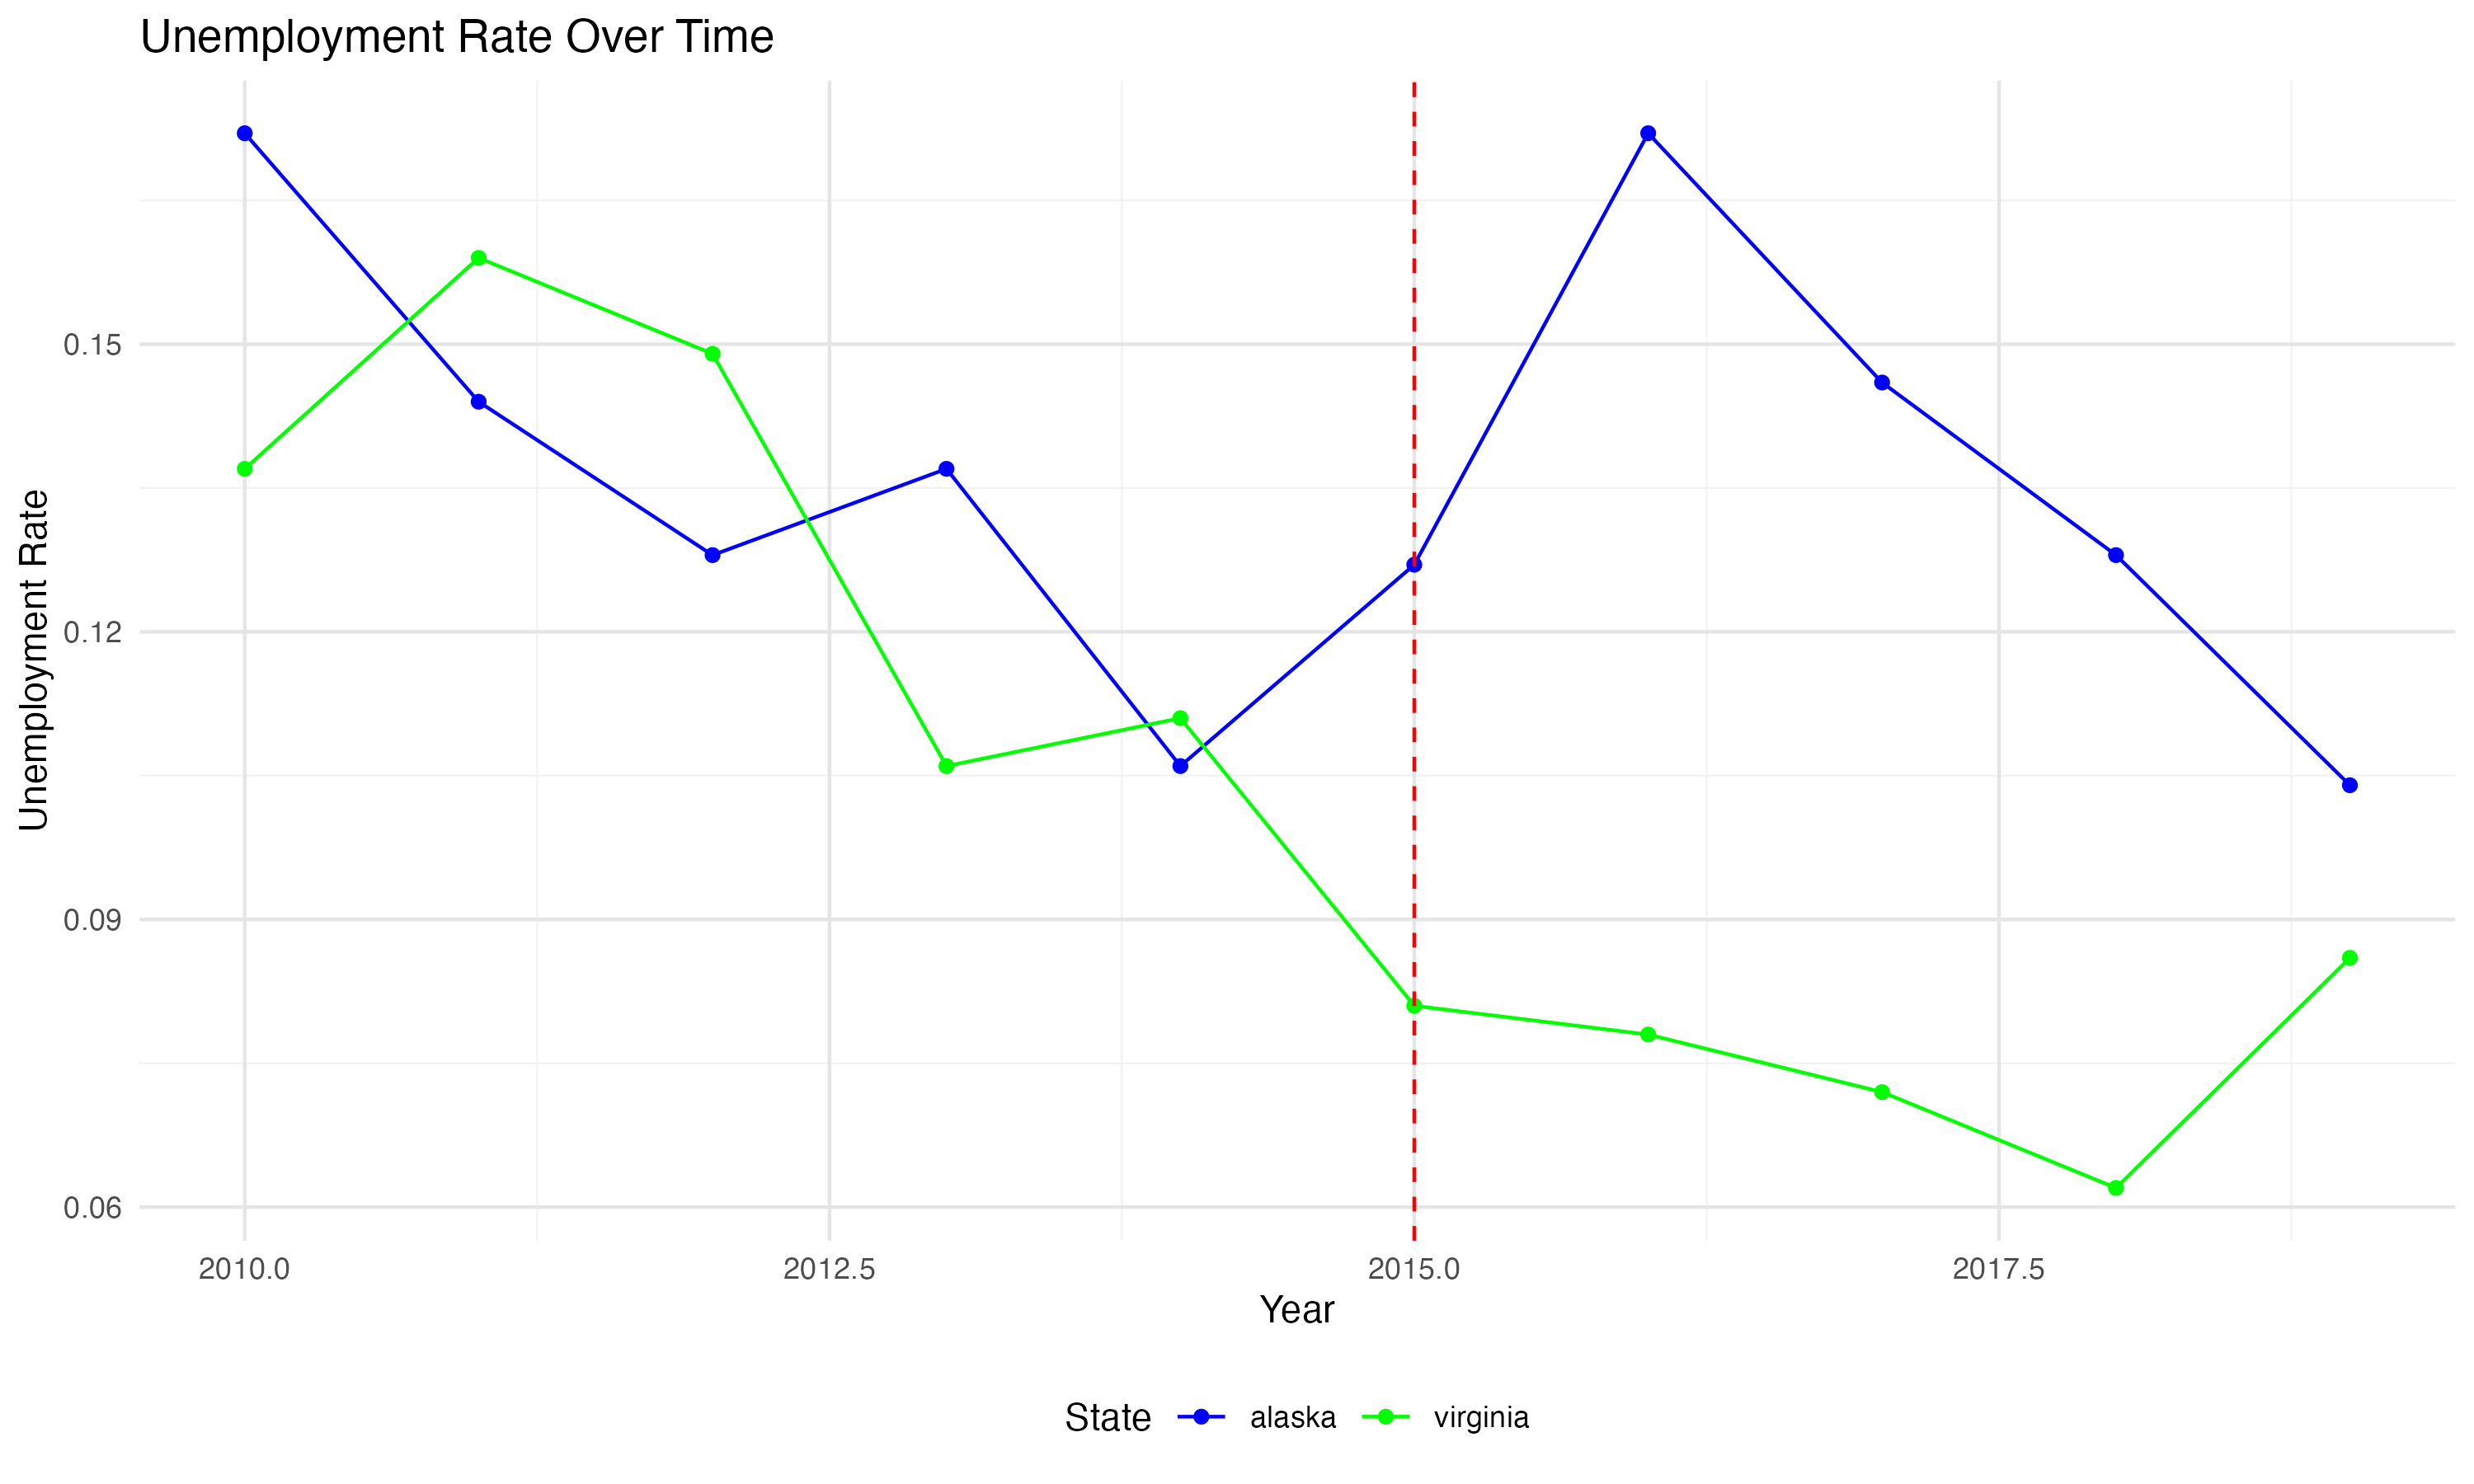 Unemployment Rate Over Time
Unemployment Rate
0.15
0.12
0.09
0.06
2010.0 2012.5 2015.0 2017.5
Year
State alaska virginia